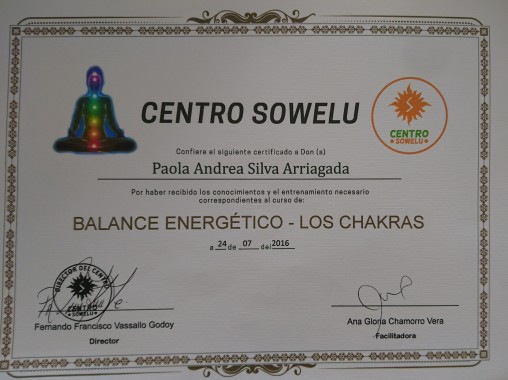 CENTRO SOWELU
CENTRO
SOWELU
Confiere el siguiente certificado a Don (a)
Paola Andrea Silva Arriagada
Por haber recibido los conocimientos y el entrenamiento necesario
correspondientes al curso de:
BALANCE ENERGÉTICO - LOS CHAKRAS
a 24 de 07 del 2016
DIRECTOR DEL CENTRO
CENTRO
SOWELU
Fernando Francisco Vassallo Godoy
Director
Ana Gloria Chamorro Vera
Facilitadora